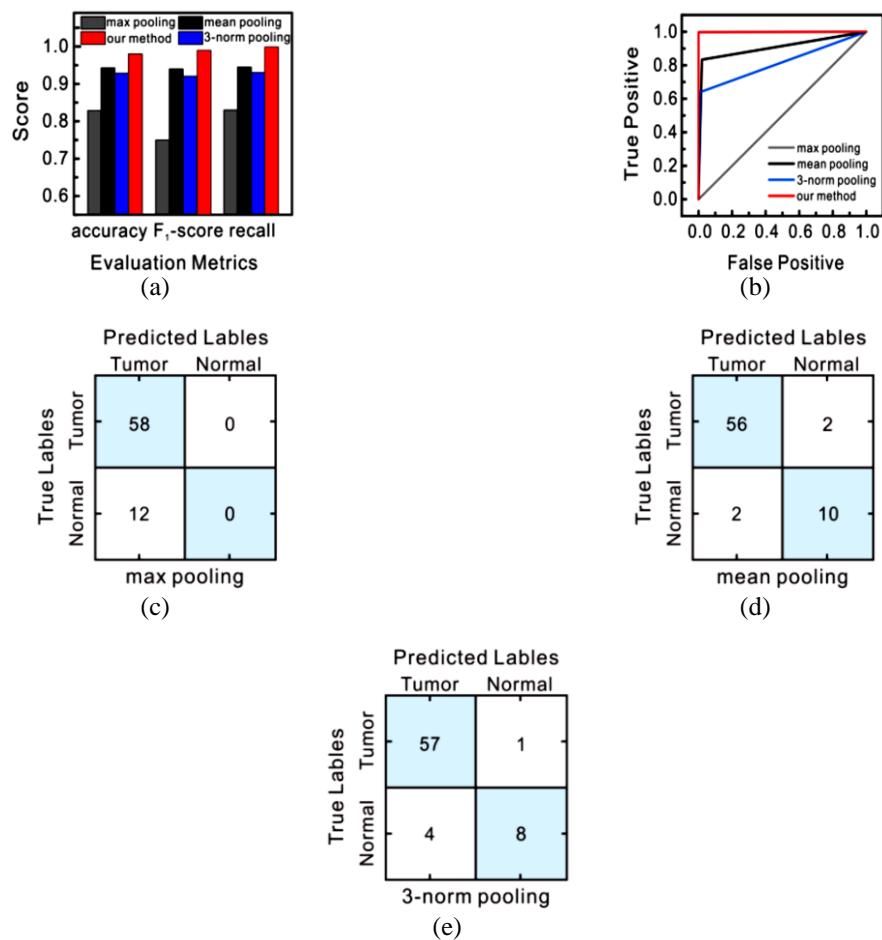 max pooling mean pooling
our method 3-norm pooling
1.0
0.9
0.8
0.7
0.6
Score
accuracy F₁-score recall
Evaluation Metrics
(a)
1.0
0.8
0.6
0.4
0.2
0.0
True Positive
max pooling
mean pooling
3-norm pooling
our method
0.0 0.2 0.4 0.6 0.8 1.0
False Positive
(b)
Predicted Lables
Tumor Normal
True Lables
Tumor
58 0
Normal
12 0
max pooling
(c)
Predicted Lables
Tumor Normal
True Lables
Tumor
56 2
Normal
2 10
mean pooling
(d)
Predicted Lables
Tumor Normal
True Lables
Tumor
57 1
Normal
4 8
3-norm pooling
(e)